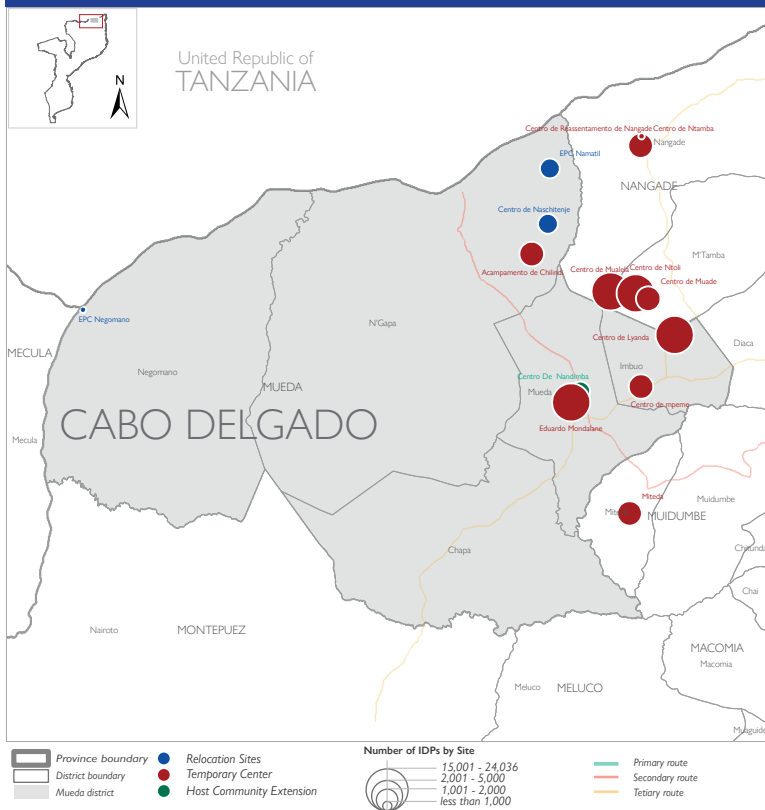 N
United Republic of
TANZANIA
Centro de Reassentamento de Nangade
Centro de Ntamba
Nangade
EPC Namatil
NANGADE
Centro de Naschitenje
M'Tamba
Acampamento de Chilindi
Centro de Mualela
Centro de Ntoli
Centro de Muade
EPC Negomano
N'Gapa
Centro de Lyanda
Diaca
MECULA
Negomano
Imbuo
Centro De Nandimba
MUEDA
Mueda
Centro de mpeme
CABO DELGADO
Eduardo Mondalane
Mecula
Miteda
Muidumbe
MUIDUMBE
Chapa
Chitunda
Chai
Nairoto
MONTEPUEZ
MACOMIA
Macomia
Meluco
MELUCO
Muaguide
Province boundary
District boundary
Mueda district
Relocation Sites
Temporary Center
Host Community Extension
Number of IDPs by Site
15,001 - 24,036
2,001 - 5,000
1,001 - 2,000
less than 1,000
Primary route
Secondary route
Tetiary route